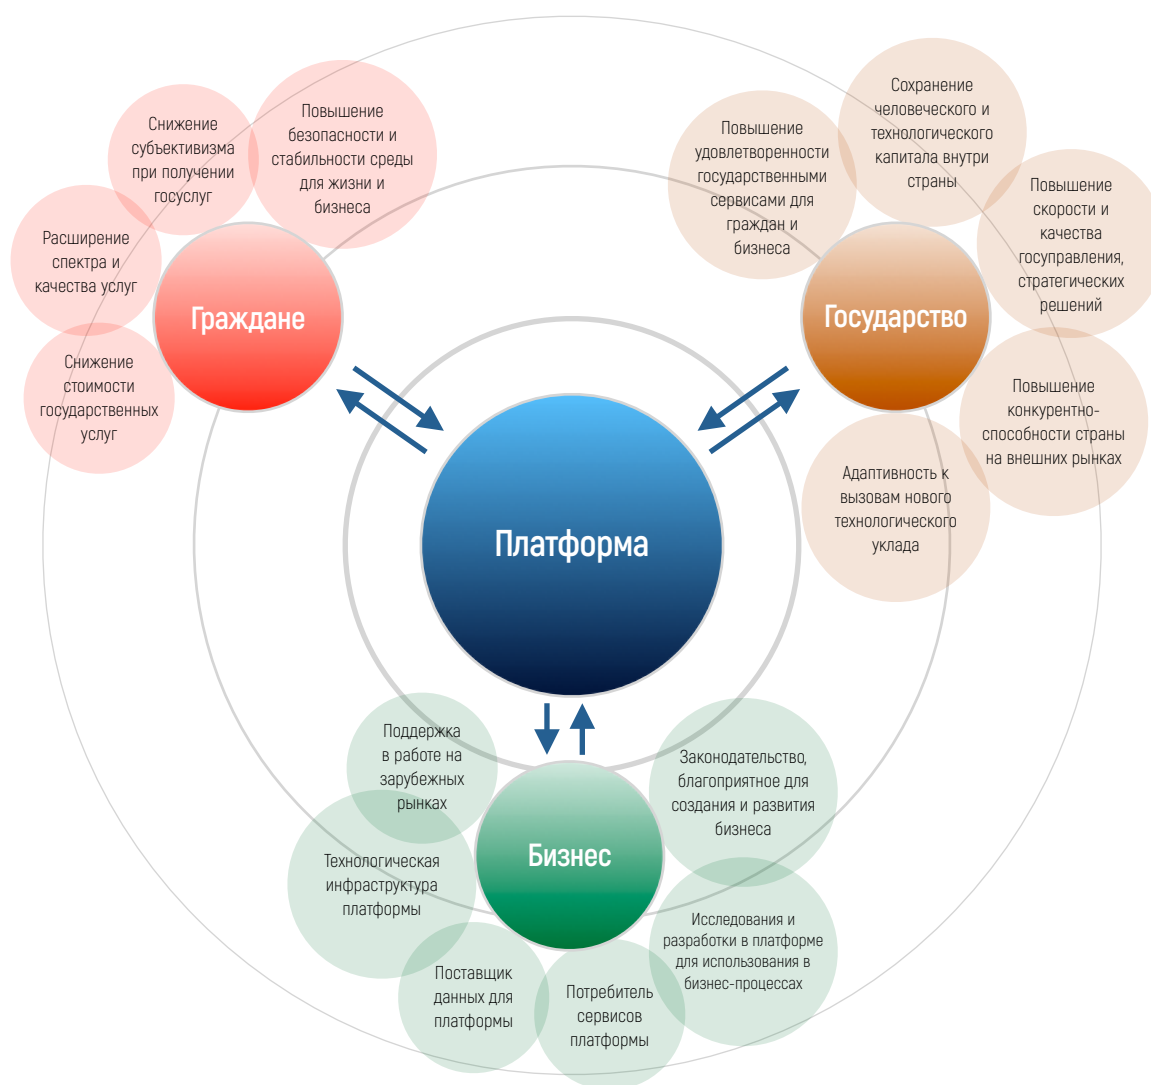 Снижение
субъективизма
при получении
госуслуг
Повышение
безопасности и
стабильности среды
для жизни и
бизнеса
Расширение
спектра и
качества услуг
Снижение
стоимости
государственных
услуг
Граждане
Повышение
удовлетворенности
государственными
сервисами для
граждан и
бизнеса
Сохранение
человеческого и
технологического
капитала внутри
страны
Повышение
скорости и
качества
госуправления,
стратегических
решений
Повышение
конкурентно-
способности страны
на внешних рынках
Адаптивность к
вызовам нового
технологического
уклада
Государство
Платформа
Поддержка
в работе на
зарубежных
рынках
Технологическая
инфраструктура
платформы
Поставщик
данных для
платформы
Потребитель
сервисов
платформы
Исследования и
разработки в платформе
для использования в
бизнес-процессах
Законодательство,
благоприятное для
создания и развития
бизнеса
Бизнес